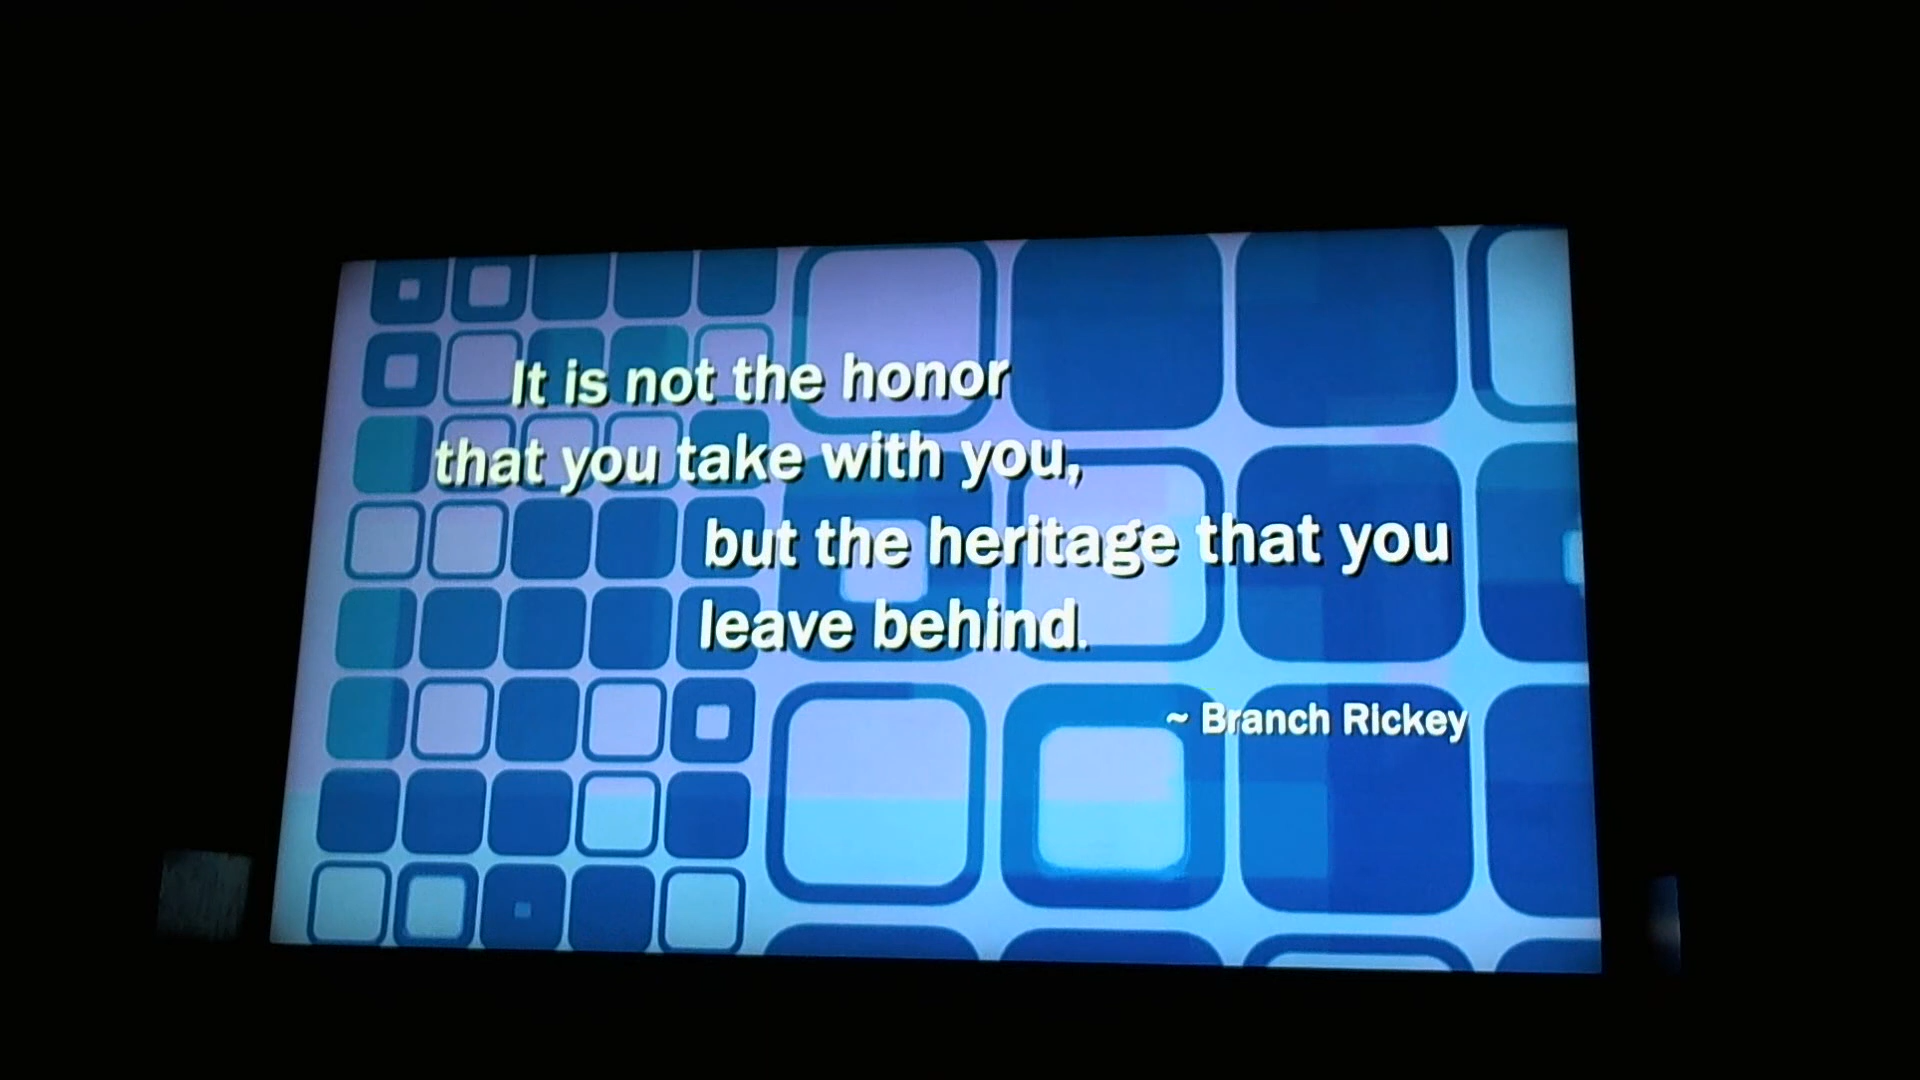 It is not the honor
that you take with you,
but the heritage that you
leave behind.
~ Branch Rickey